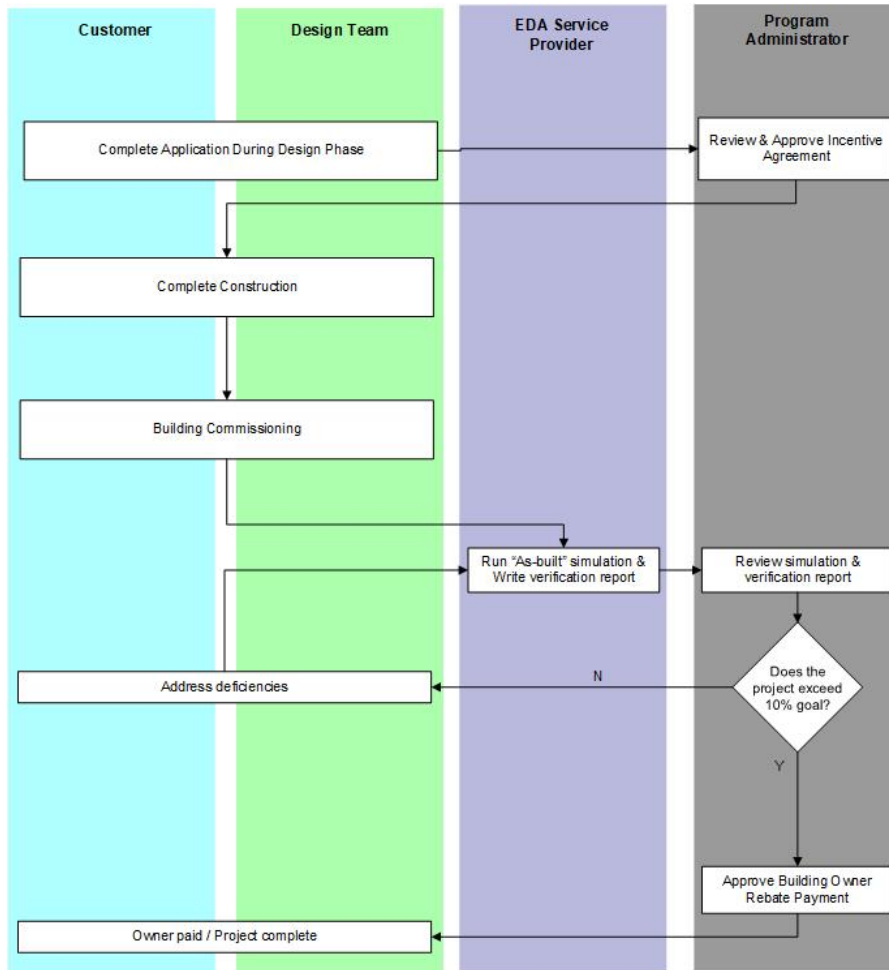 Customer
Design Team
EDA Service
Provider
Program
Administrator
Complete Application During Design Phase
Review & Approve Incentive
Agreement
Complete Construction
Building Commissioning
Run “As-built” simulation &
Write verification report
Review simulation &
verification report
Does the
project exceed
10% goal?
N
Address deficiencies
Y
Approve Building Owner
Rebate Payment
Owner paid / Project complete